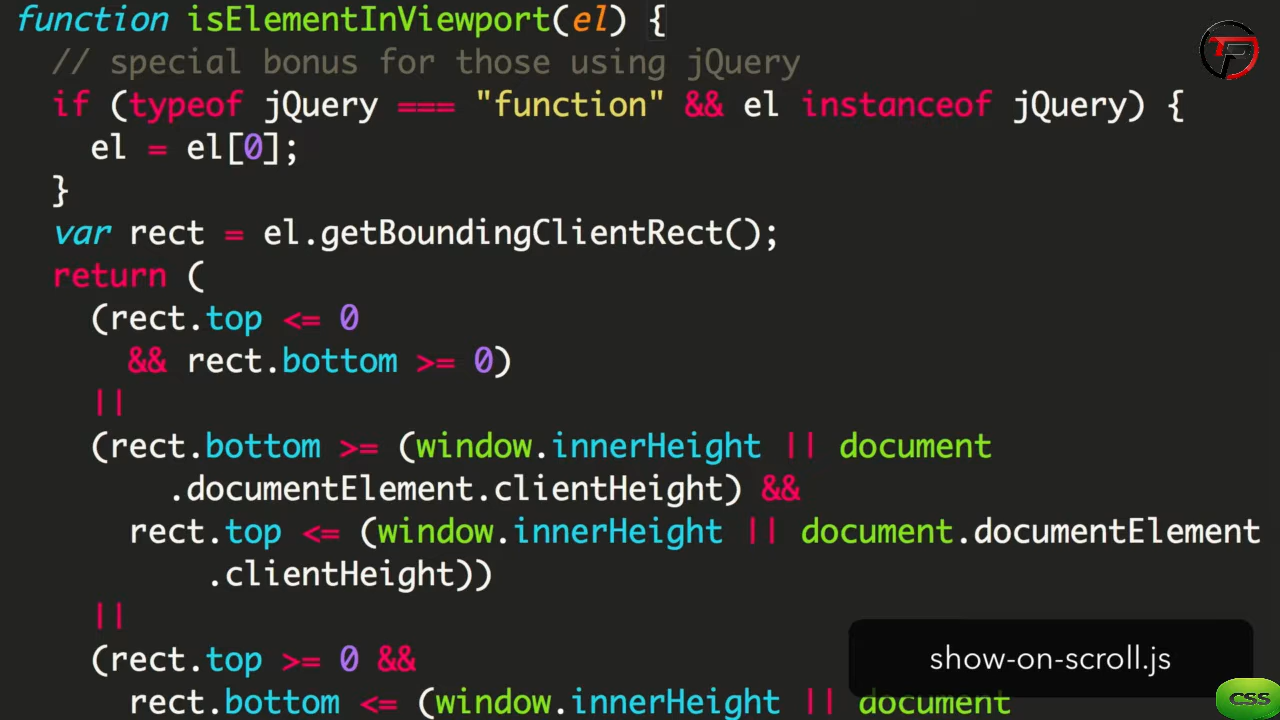 function isElementInViewport(el) {
// special bonus for those using jQuery
if (typeof jQuery === "function" && el instanceof jQuery) {
el = el[0];
}
var rect = el.getBoundingClientRect();
return (
(rect.top <= 0
&& rect.bottom >= 0)
||
(rect.bottom >= (window.innerHeight || document
.documentElement.clientHeight) &&
rect.top <= (window.innerHeight || document.documentElement
.clientHeight))
||
(rect.top >= 0 &&
rect.bottom <= (window.innerHeight || document
show-on-scroll.js
CSS